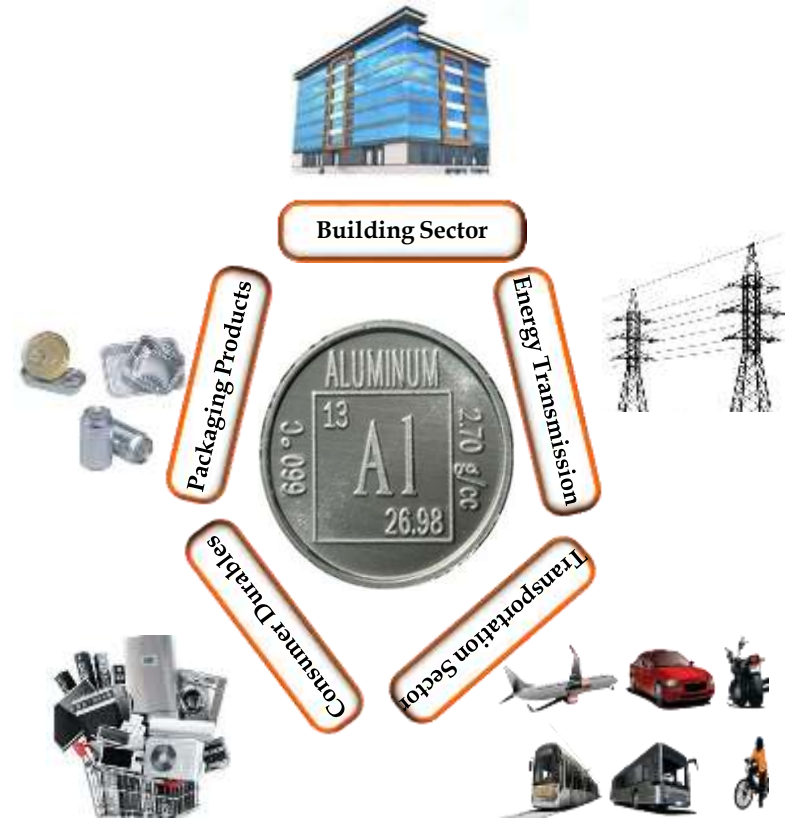 Building Sector
Packaging Products
Energy Transmission
ALUMINUM
13
Al
26.98
660 °C
2.70 g/cc
Consumer Durables
Transportation Sector